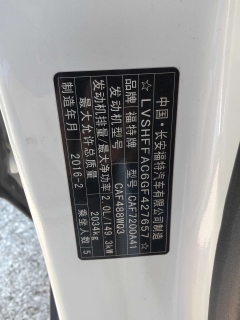 中国·长安福特汽车有限公司制造
★LVSHFFAC6GF427657★
品牌 福特 型号 CAF7200A41
发动机型号 CAF488WQ3
发动机排量/最大净功率 2.0L/149.3kW
最大允许总质量 2034kg
制造年月 2016-2 乘坐人数 5